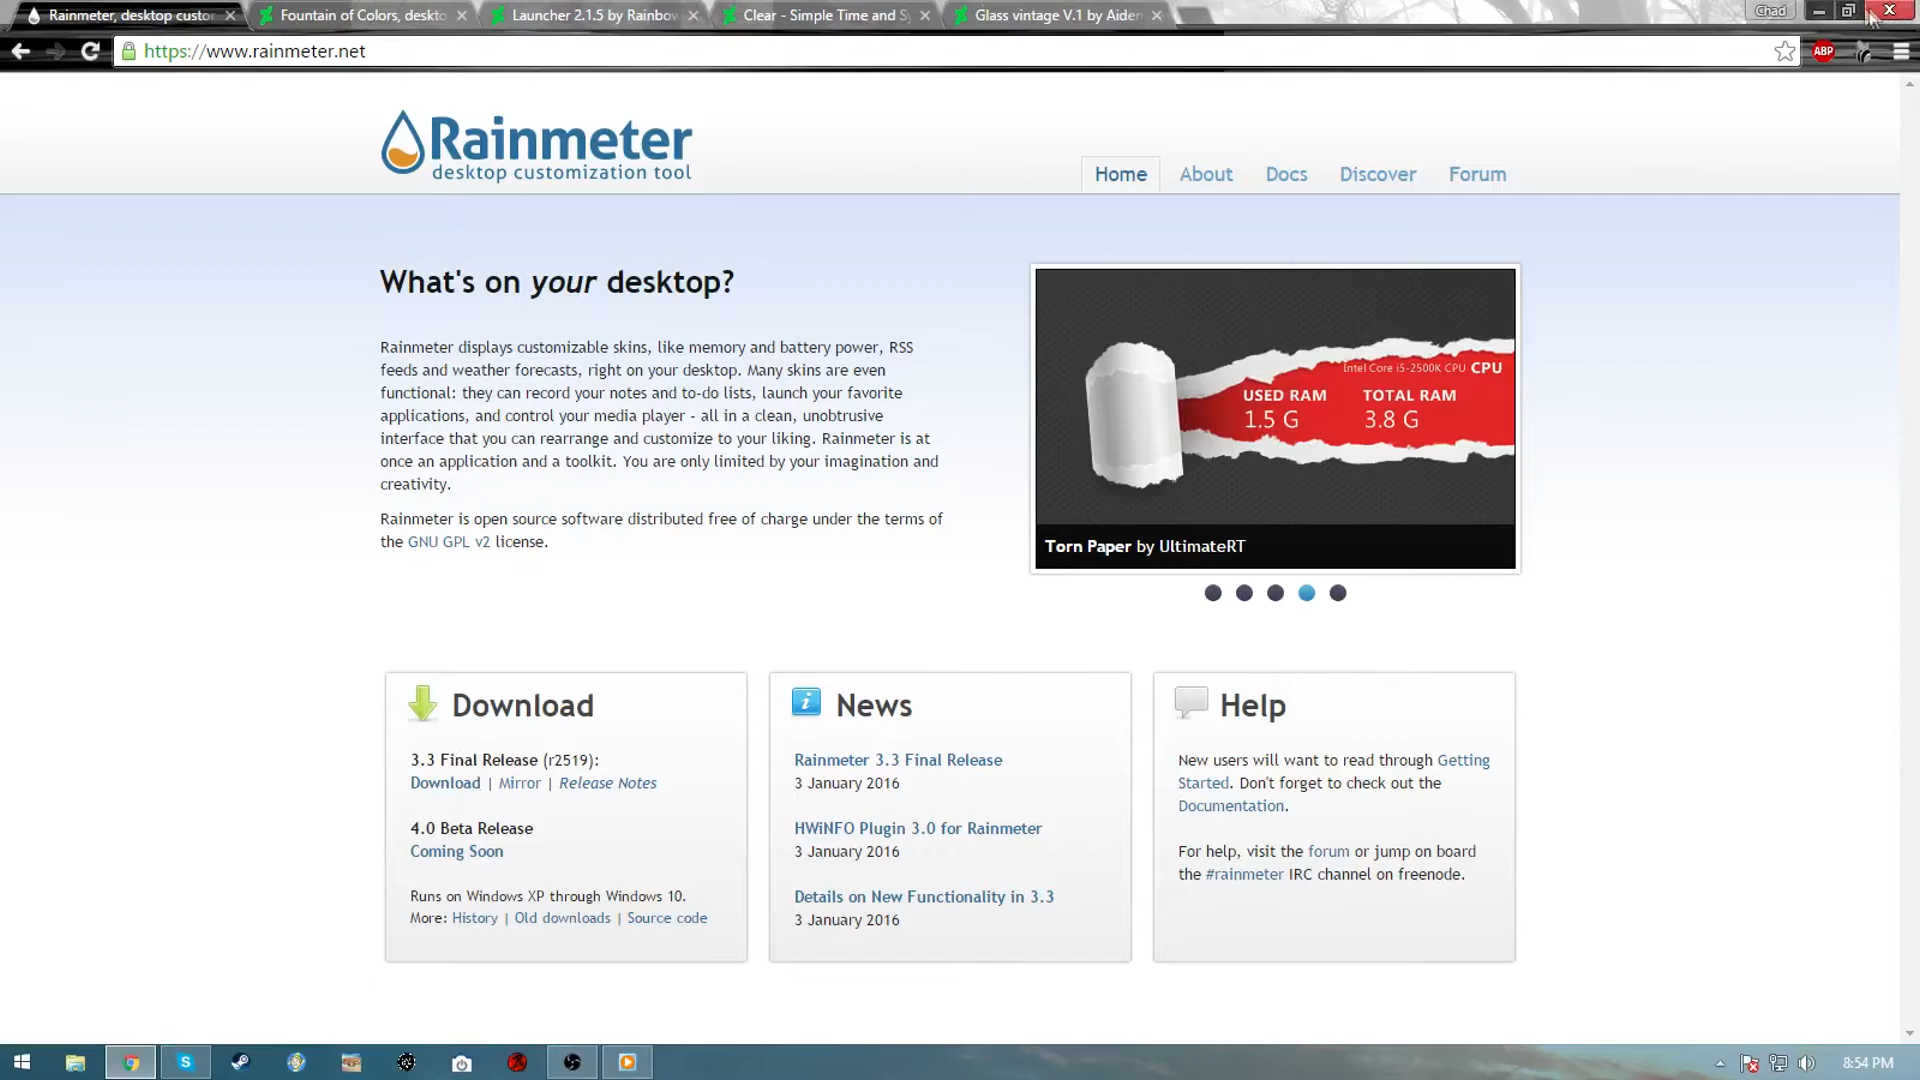 Rainmeter, desktop custor
Fountain of Colors, deskto
Launcher 2.1.5 by Rainbow
Clear - Simple Time and S
Glass vintage V.1 by Aiden
Chad
https://www.rainmeter.net
ABP
Rainmeter
desktop customization tool
Home
About
Docs
Discover
Forum
What's on your desktop?
Rainmeter displays customizable skins, like memory and battery power, RSS
feeds and weather forecasts, right on your desktop. Many skins are even
functional: they can record your notes and to-do lists, launch your favorite
applications, and control your media player - all in a clean, unobtrusive
interface that you can rearrange and customize to your liking. Rainmeter is at
once an application and a toolkit. You are only limited by your imagination and
creativity.
Rainmeter is open source software distributed free of charge under the terms of
the GNU GPL v2 license.
Intel Core i5-2500K CPU CPU
USED RAM TOTAL RAM
1.5 G 3.8 G
Torn Paper by UltimateRT
Download
3.3 Final Release (r2519):
Download | Mirror | Release Notes
4.0 Beta Release
Coming Soon
Runs on Windows XP through Windows 10.
More: History | Old downloads | Source code
News
Rainmeter 3.3 Final Release
3 January 2016
HWiNFO Plugin 3.0 for Rainmeter
3 January 2016
Details on New Functionality in 3.3
3 January 2016
Help
New users will want to read through Getting
Started. Don't forget to check out the
Documentation.
For help, visit the forum or jump on board
the #rainmeter IRC channel on freenode.
8:54 PM